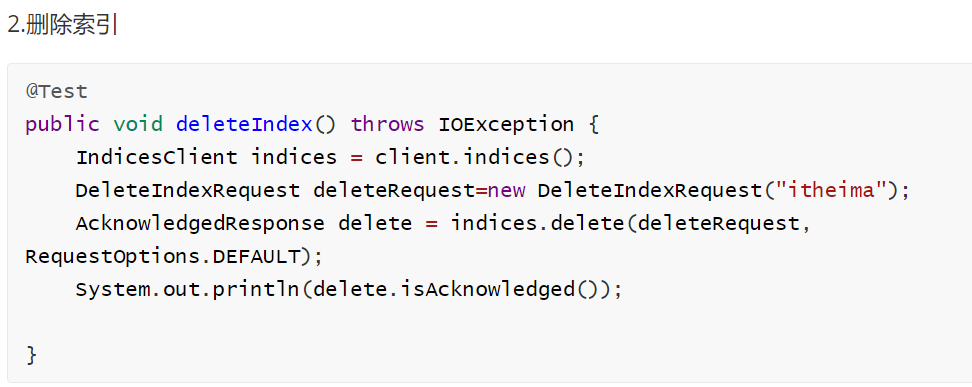 2.删除索引
@Test
public void deleteIndex() throws IOException {
    IndicesClient indices = client.indices();
    DeleteIndexRequest deleteRequest=new DeleteIndexRequest("itheima");
    AcknowledgedResponse delete = indices.delete(deleteRequest,
RequestOptions.DEFAULT);
    System.out.println(delete.isAcknowledged());
}